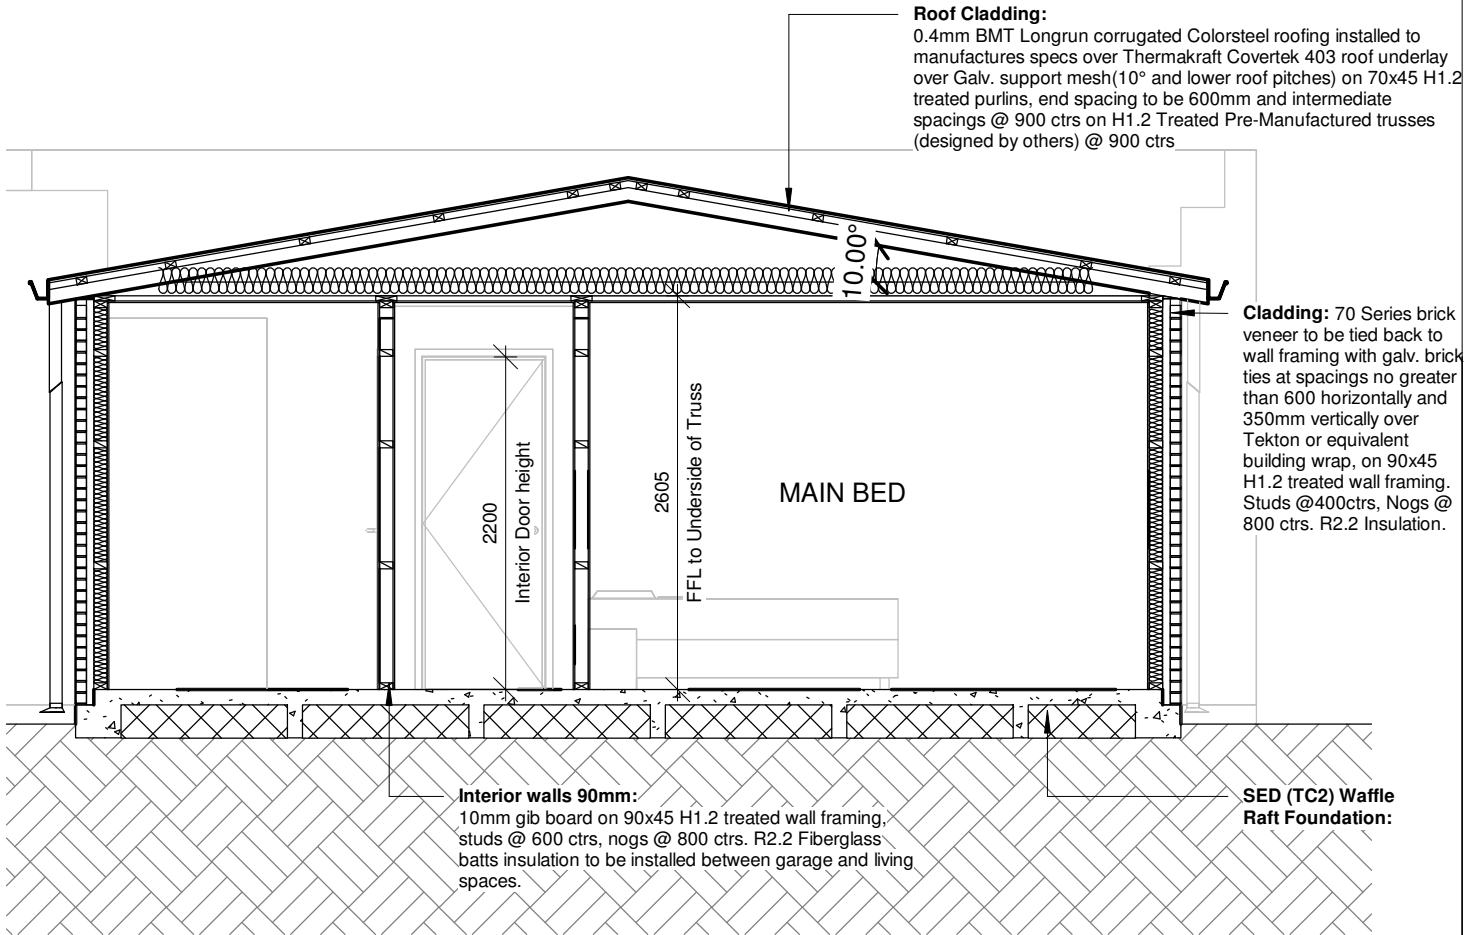 Roof Cladding:
0.4mm BMT Longrun corrugated Colorsteel roofing installed to
manufactures specs over Thermakraft Covertek 403 roof underlay
over Galv. support mesh(10° and lower roof pitches) on 70x45 H1.2
treated purlins, end spacing to be 600mm and intermediate
spacings @ 900 ctrs on H1.2 Treated Pre-Manufactured trusses
(designed by others) @ 900 ctrs
10.00°
Cladding: 70 Series brick
veneer to be tied back to
wall framing with galv. brick
ties at spacings no greater
than 600 horizontally and
350mm vertically over
Tekton or equivalent
building wrap, on 90x45
H1.2 treated wall framing.
Studs @400ctrs, Nogs @
800 ctrs. R2.2 Insulation.
2200
Interior Door height
2605
FFL to Underside of Truss
MAIN BED
Interior walls 90mm:
10mm gib board on 90x45 H1.2 treated wall framing,
studs @ 600 ctrs, nogs @ 800 ctrs. R2.2 Fiberglass
batts insulation to be installed between garage and living
spaces.
SED (TC2) Waffle
Raft Foundation: